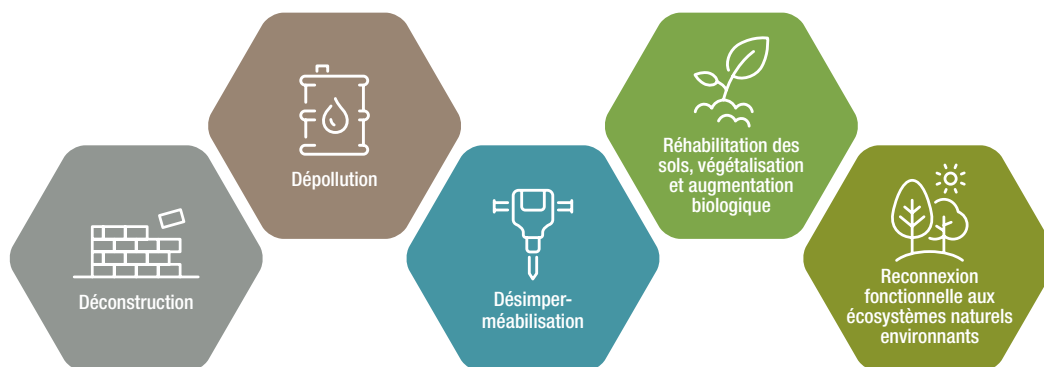 Déconstruction
Dépollution
Désimper-
méabilisation
Réhabilitation des
sols, végétalisation
et augmentation
biologique
Reconnexion
fonctionnelle aux
écosystèmes naturels
environnants